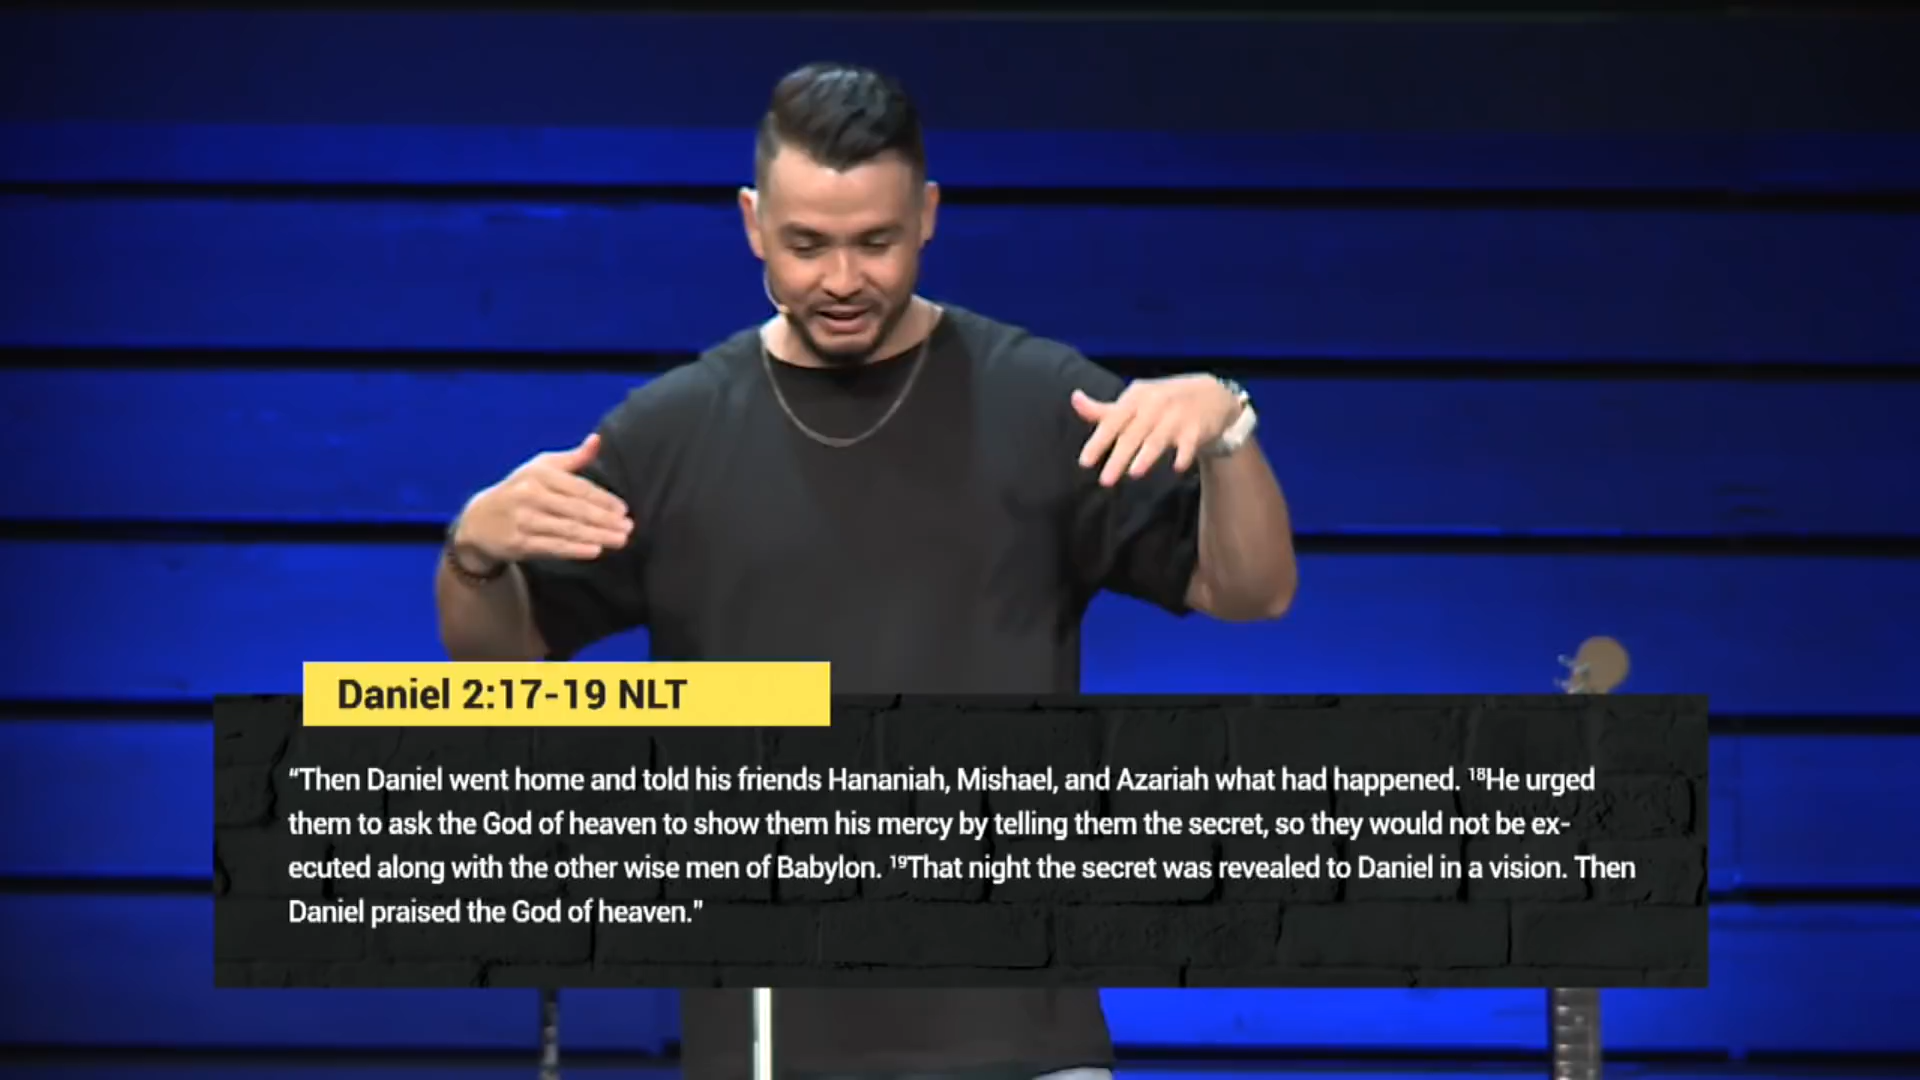 Daniel 2:17-19 NLT
“Then Daniel went home and told his friends Hananiah, Mishael, and Azariah what had happened. ¹⁸He urged
them to ask the God of heaven to show them his mercy by telling them the secret, so they would not be ex-
ecuted along with the other wise men of Babylon. ¹⁹That night the secret was revealed to Daniel in a vision. Then
Daniel praised the God of heaven.”